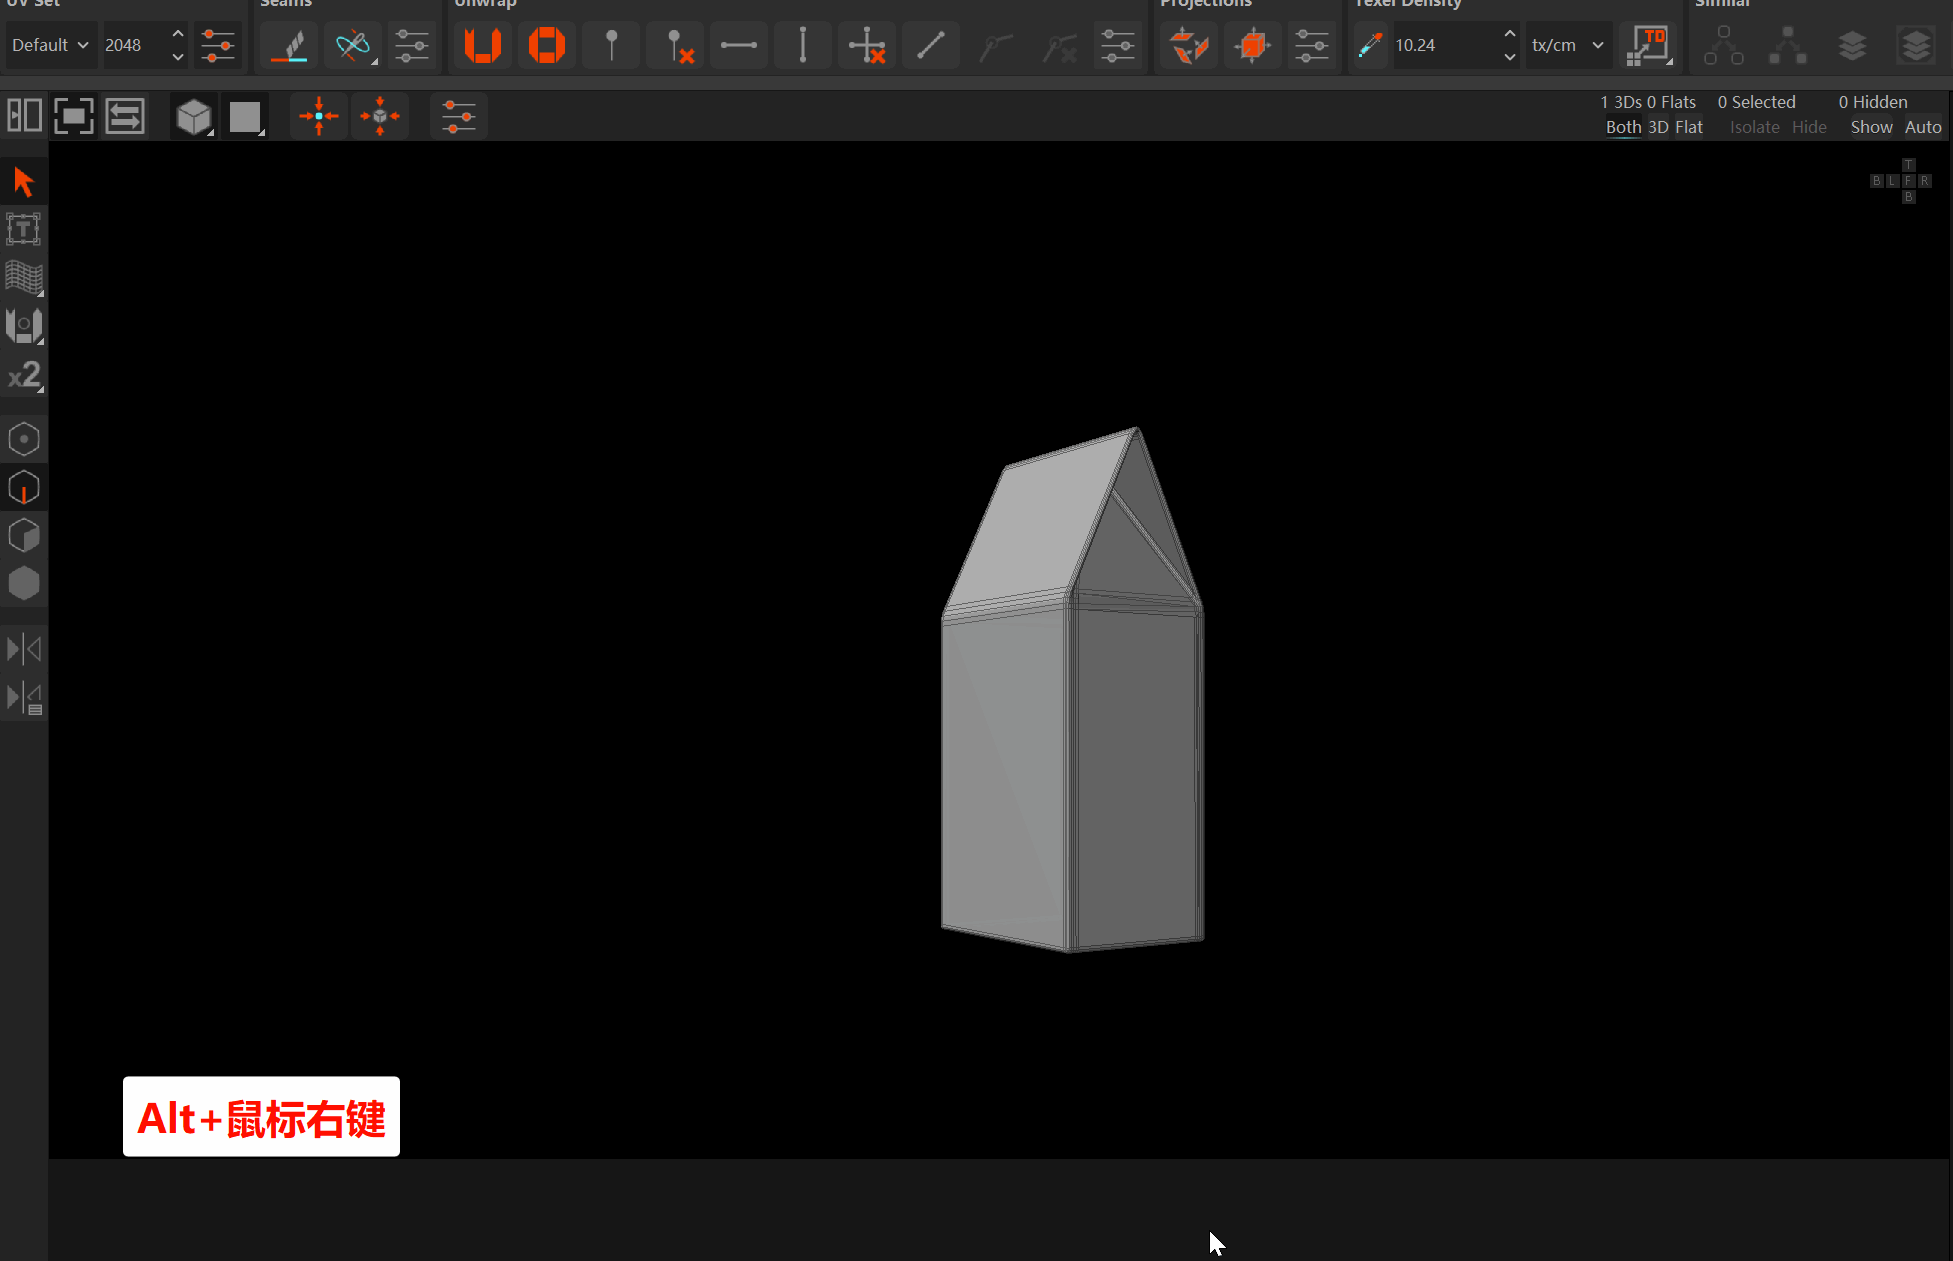 UV Set
Seams
Unwrap
Projections
Texel Density
Similar
Default
2048
10.24
tx/cm
TD
1 3Ds 0 Flats
0 Selected
0 Hidden
Both
3D
Flat
Isolate
Hide
Show
Auto
T
B L F R
B
T
x2
Alt+鼠标右键